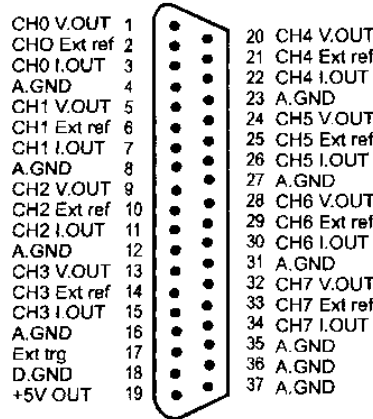 CH0 V.OUT 1
CHO Ext ref 2
CH0 I.OUT 3
A.GND 4
CH1 V.OUT 5
CH1 Ext ref 6
CH1 I.OUT 7
A.GND 8
CH2 V.OUT 9
CH2 Ext ref 10
CH2 I.OUT 11
A.GND 12
CH3 V.OUT 13
CH3 Ext ref 14
CH3 I.OUT 15
A.GND 16
Ext trg 17
D.GND 18
+5V OUT 19
20 CH4 V.OUT
21 CH4 Ext ref
22 CH4 I.OUT
23 A.GND
24 CH5 V.OUT
25 CH5 Ext ref
26 CH5 I.OUT
27 A.GND
28 CH6 V.OUT
29 CH6 Ext ref
30 CH6 I.OUT
31 A.GND
32 CH7 V.OUT
33 CH7 Ext ref
34 CH7 I.OUT
35 A.GND
36 A.GND
37 A.GND